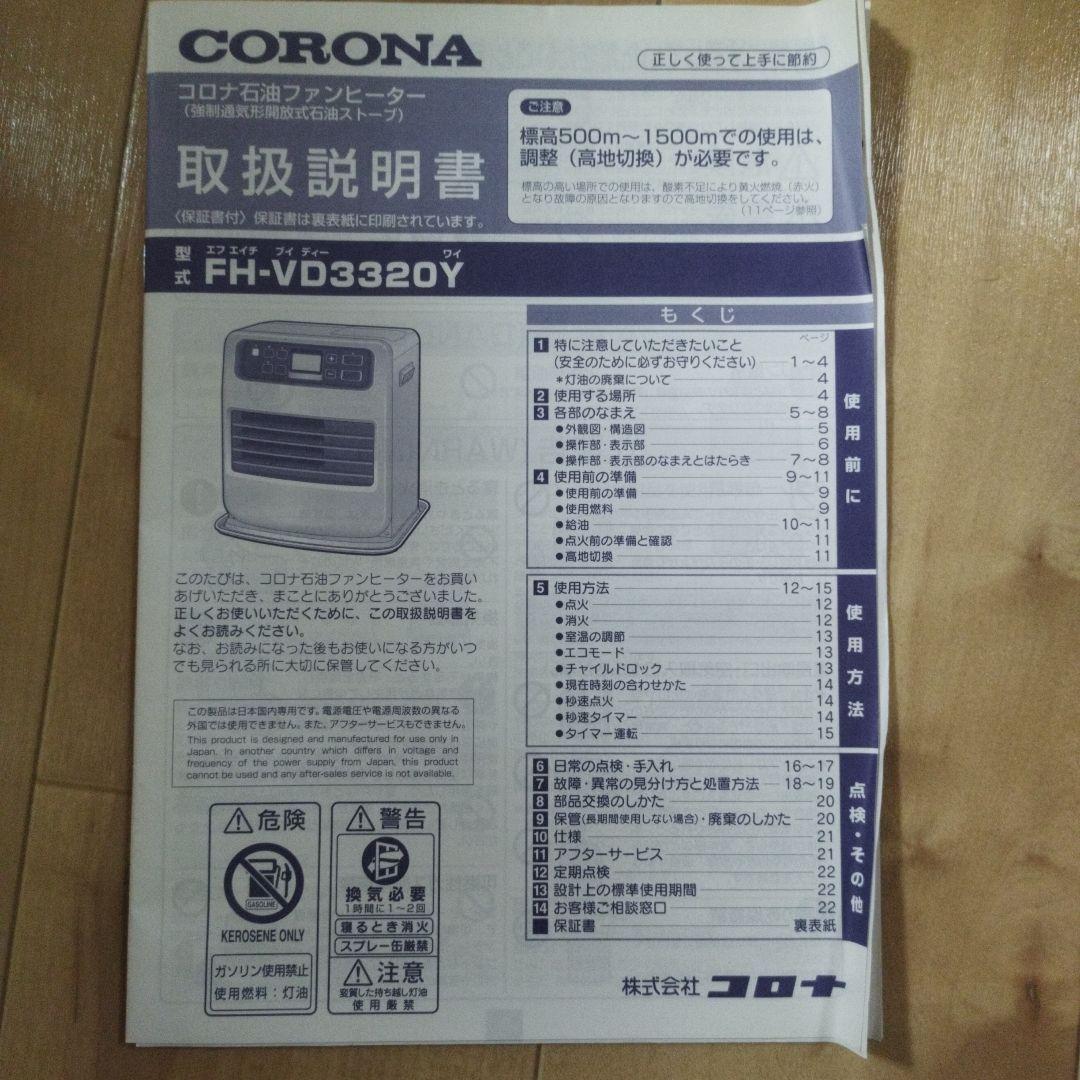 CORONA
正しく使って上手に節約
コロナ石油ファンヒーター
(強制通気形開放式石油ストーブ)
取扱説明書
〈保証書付〉保証書は裏表紙に印刷されています。
ご注意
標高500m〜1500mでの使用は、
調整（高地切換）が必要です。
標高の高い場所での使用は、酸素不足により黄火燃焼（赤火）
となり故障の原因となりますので高地切換をしてください。
(11ページ参照)
型式
エフ エイチ ブイ ディー ワイ
FH-VD3320Y
このたびは、コロナ石油ファンヒーターをお買い
あげいただき、まことにありがとうございました。
正しくお使いいただくために、この取扱説明書を
よくお読みください。
なお、お読みになった後もお使いになる方がいつ
でも見られる所に大切に保管してください。
この製品は日本国内専用です。電源電圧や電源周波数の異なる
外国では使用できません。また、アフターサービスもできません。
This product is designed and manufactured for use only in
Japan. In another country which differs in voltage and
frequency of the power supply from Japan, this product
cannot be used and any after-sales service is not available.
危険
GASOLINE
KEROSENE ONLY
ガソリン使用禁止
使用燃料：灯油
警告
換気必要
1時間に1〜2回
寝るとき消火
スプレー缶厳禁
注意
変質した持ち越し灯油
使用厳禁
もくじ
ページ
1 特に注意していただきたいこと
(安全のために必ずお守りください) 1〜4
*灯油の廃棄について 4
2 使用する場所 4
3 各部のなまえ 5〜8
●外観図・構造図 5
●操作部・表示部 6
●操作部・表示部のなまえとはたらき 7〜8
4 使用前の準備 9〜11
●使用前の準備 9
●使用燃料 9
●給油 10〜11
●点火前の準備と確認 11
●高地切換 11
使用前に
5 使用方法 12〜15
●点火 12
●消火 12
●室温の調節 13
●エコモード 13
●チャイルドロック 13
●現在時刻の合わせかた 14
●秒速点火 14
●秒速タイマー 14
●タイマー運転 15
使用方法
6 日常の点検・手入れ 16〜17
7 故障・異常の見分け方と処置方法 18〜19
8 部品交換のしかた 20
9 保管(長期間使用しない場合)・廃棄のしかた 20
10 仕様 21
11 アフターサービス 21
12 定期点検 22
13 設計上の標準使用期間 22
14 お客様ご相談窓口 22
■ 保証書 裏表紙
点検・その他
株式会社 コロナ